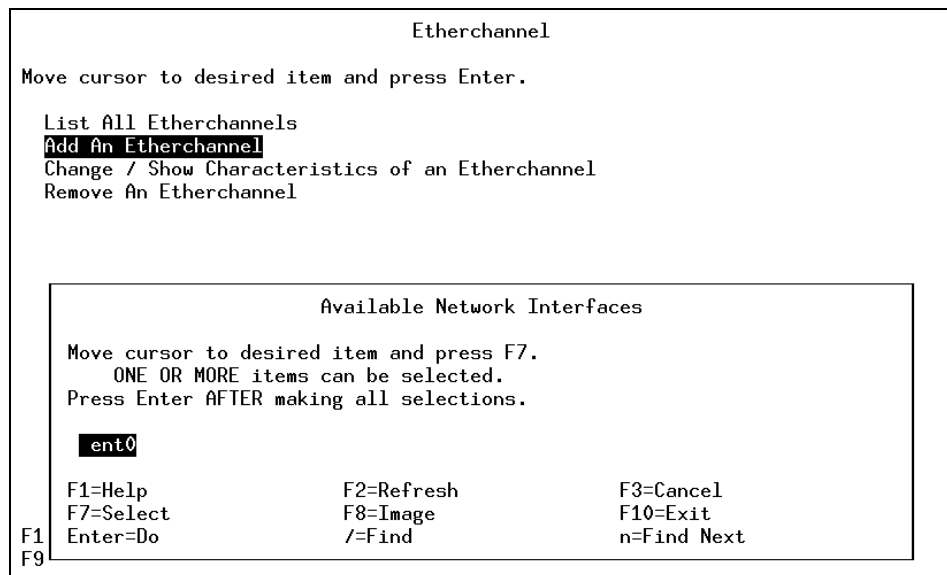 Etherchannel
Move cursor to desired item and press Enter.
List All Etherchannels
Add An Etherchannel
Change / Show Characteristics of an Etherchannel
Remove An Etherchannel
Available Network Interfaces
Move cursor to desired item and press F7.
ONE OR MORE items can be selected.
Press Enter AFTER making all selections.
ent0
F1=Help F2=Refresh F3=Cancel
F7=Select F8=Image F10=Exit
F1 Enter=Do /=Find n=Find Next
F9